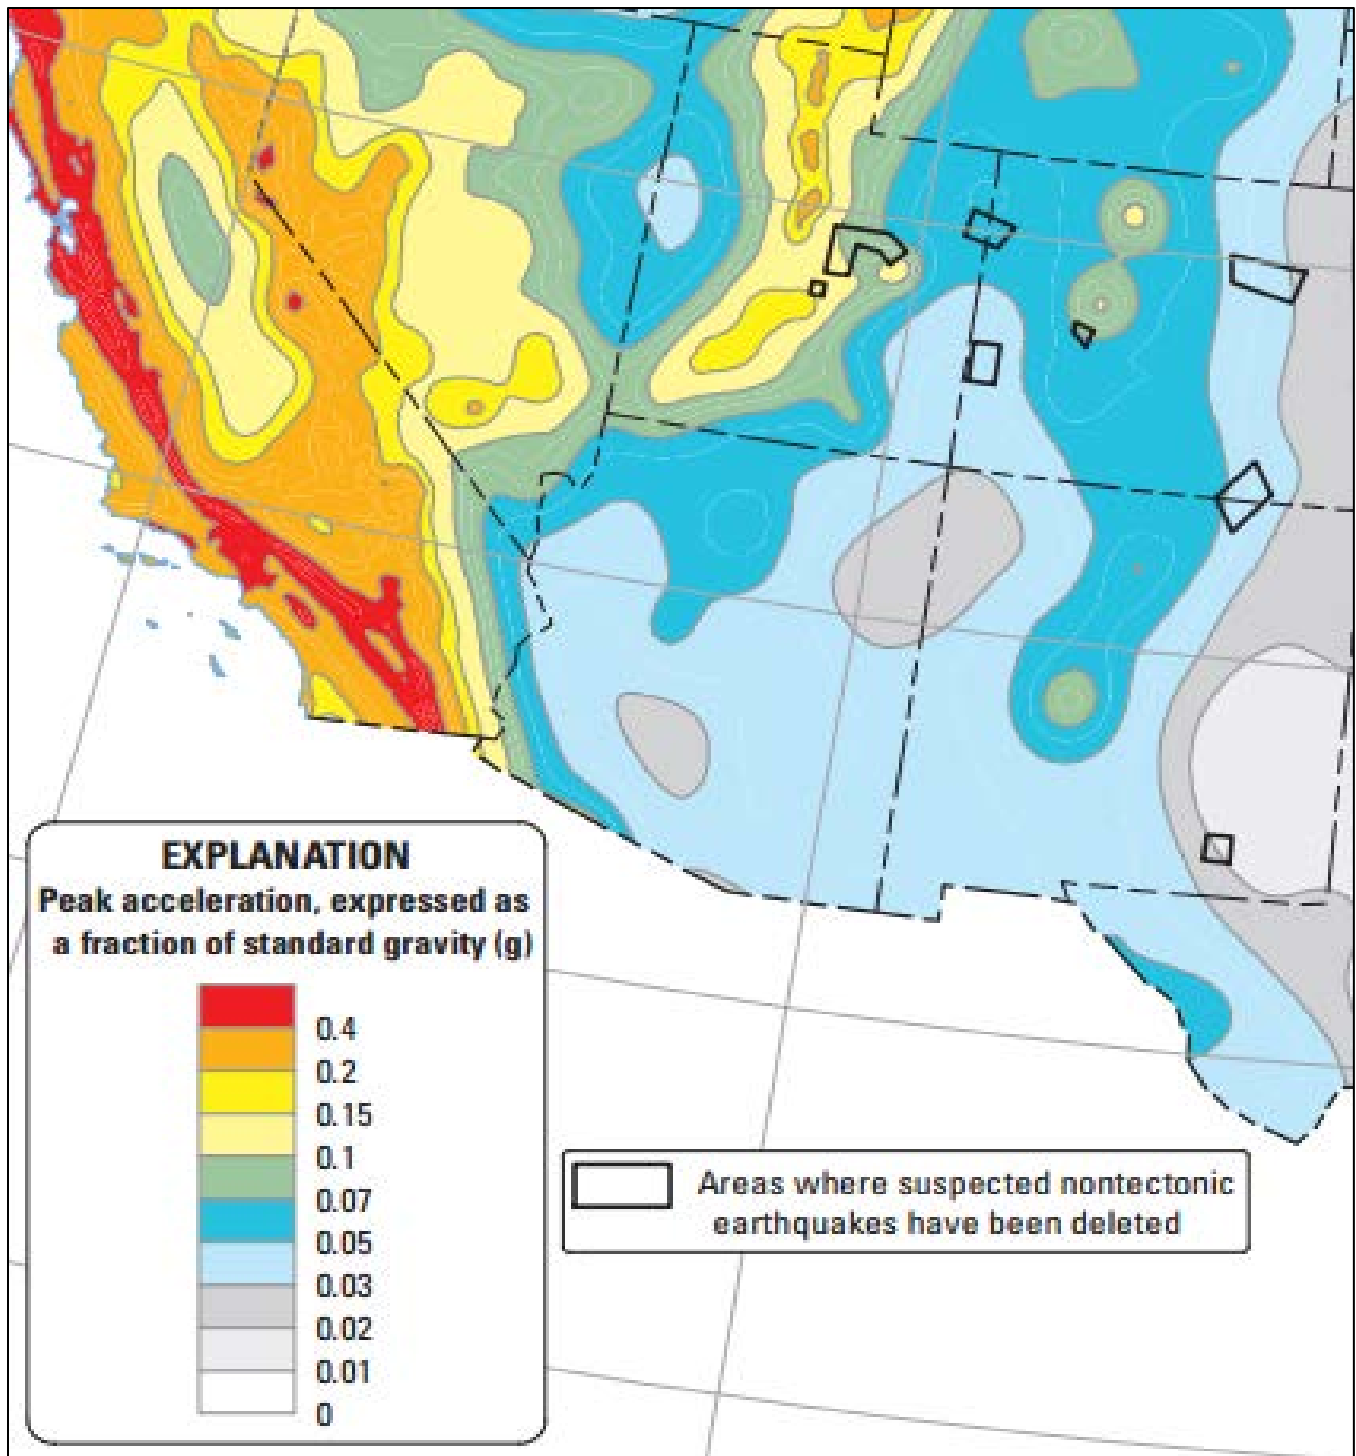 EXPLANATION
Peak acceleration, expressed as
a fraction of standard gravity (g)
0.4
0.2
0.15
0.1
0.07
0.05
0.03
0.02
0.01
0
Areas where suspected nontectonic
earthquakes have been deleted